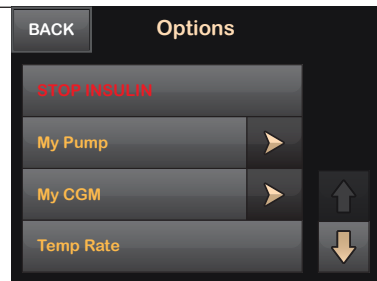 BACK
Options
STOP INSULIN
My Pump
My CGM
Temp Rate